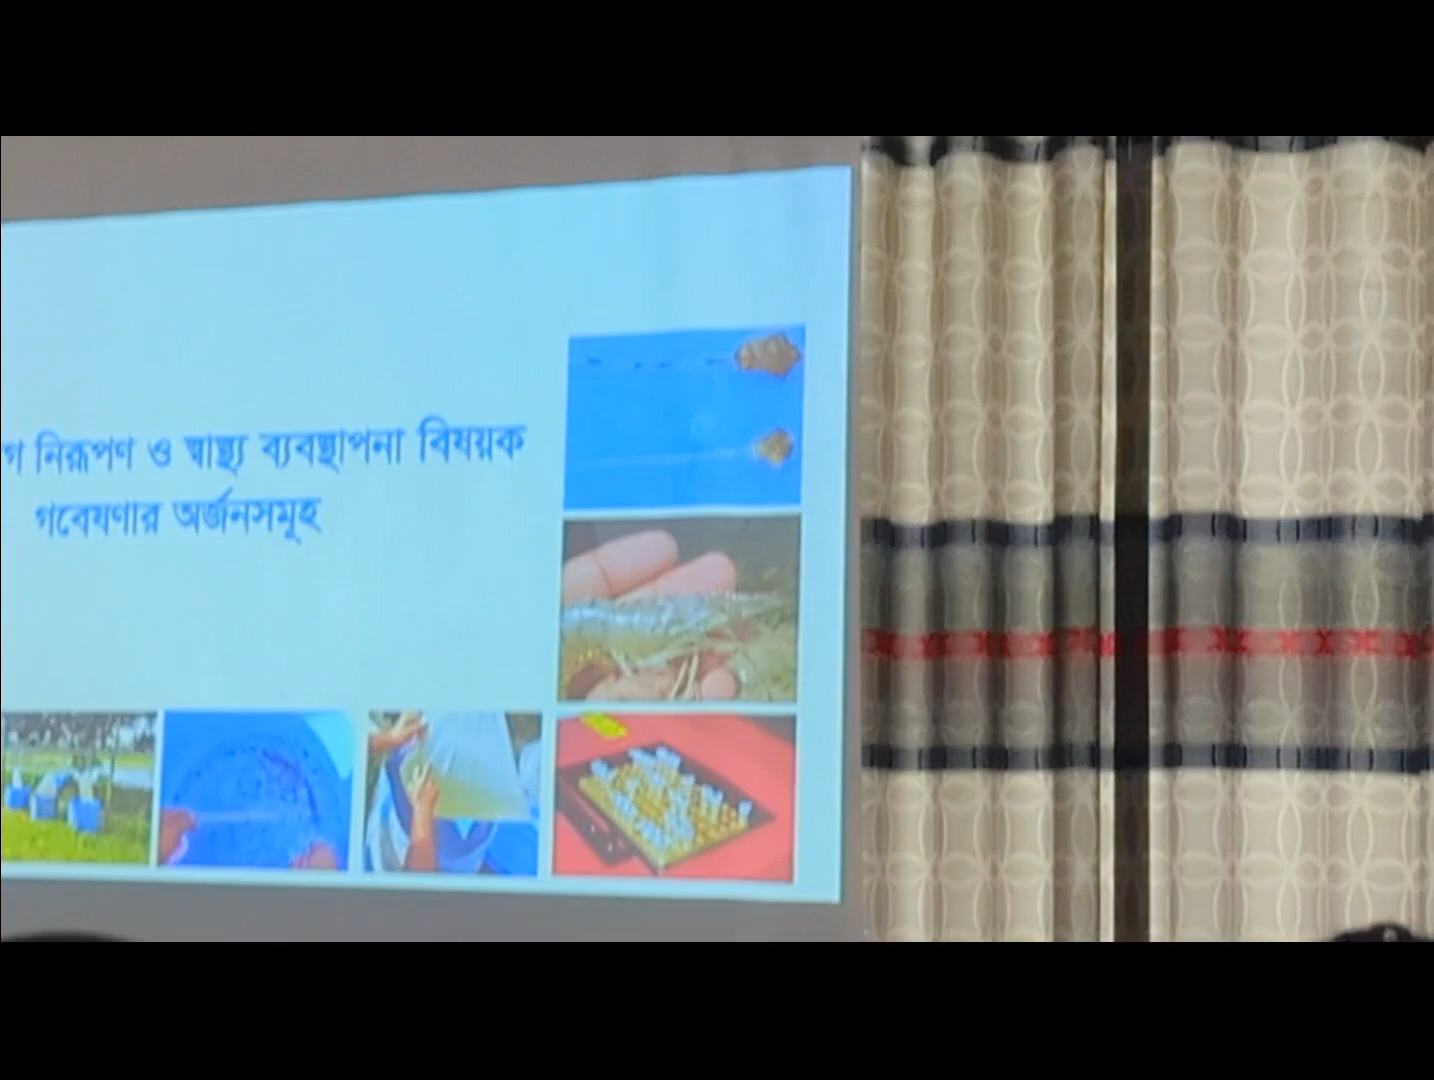 নিরূপণ ও স্বাস্থ্য ব্যবস্থাপনা বিষয়ক
গবেষণার অর্জনসমূহ